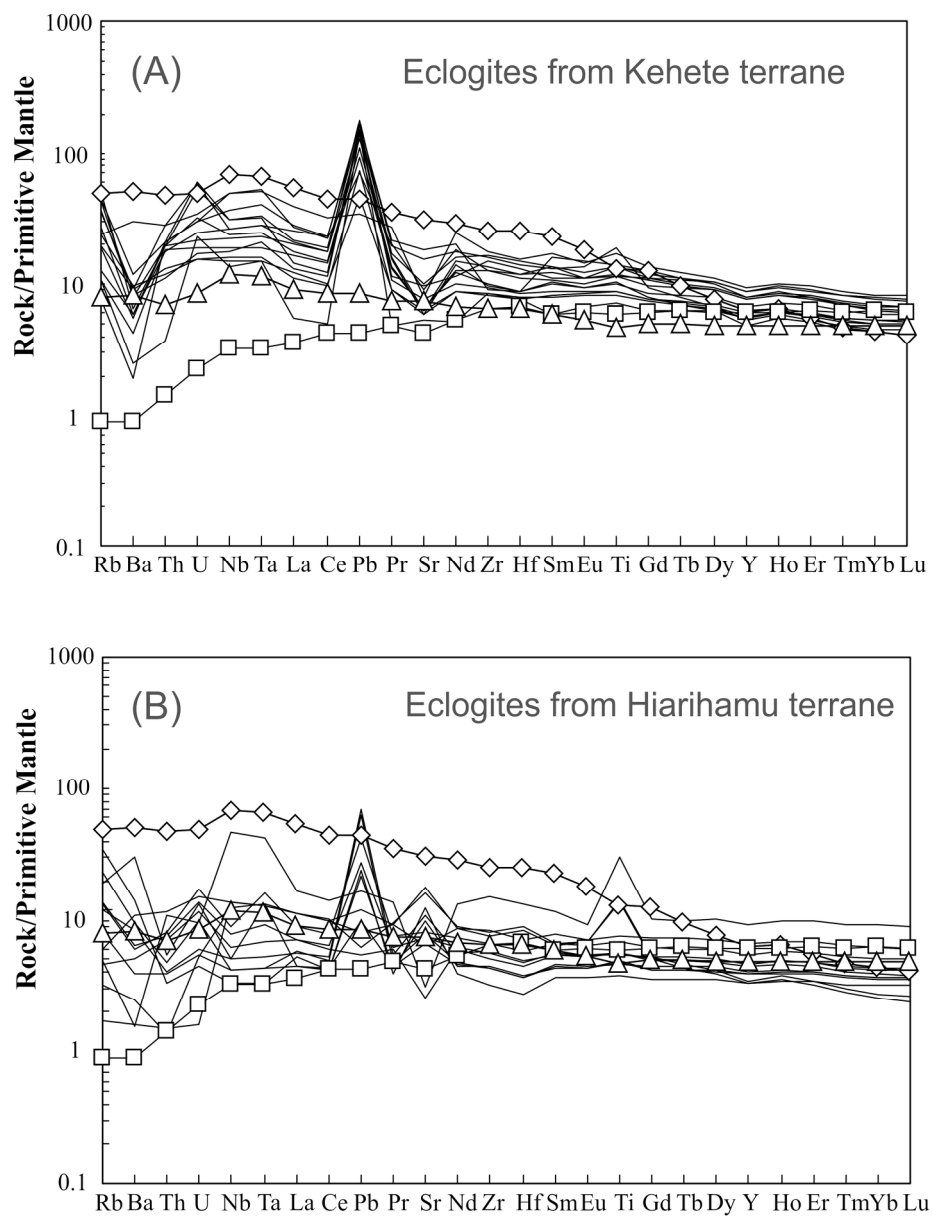 1000
(A)
Eclogites from Kehete terrane
100
10
1
0.1
Rock/Primitive Mantle
Rb Ba Th U Nb Ta La Ce Pb Pr Sr Nd Zr Hf Sm Eu Ti Gd Tb Dy Y Ho Er Tm Yb Lu
1000
(B)
Eclogites from Hiarihamu terrane
100
10
1
0.1
Rock/Primitive Mantle
Rb Ba Th U Nb Ta La Ce Pb Pr Sr Nd Zr Hf Sm Eu Ti Gd Tb Dy Y Ho Er Tm Yb Lu